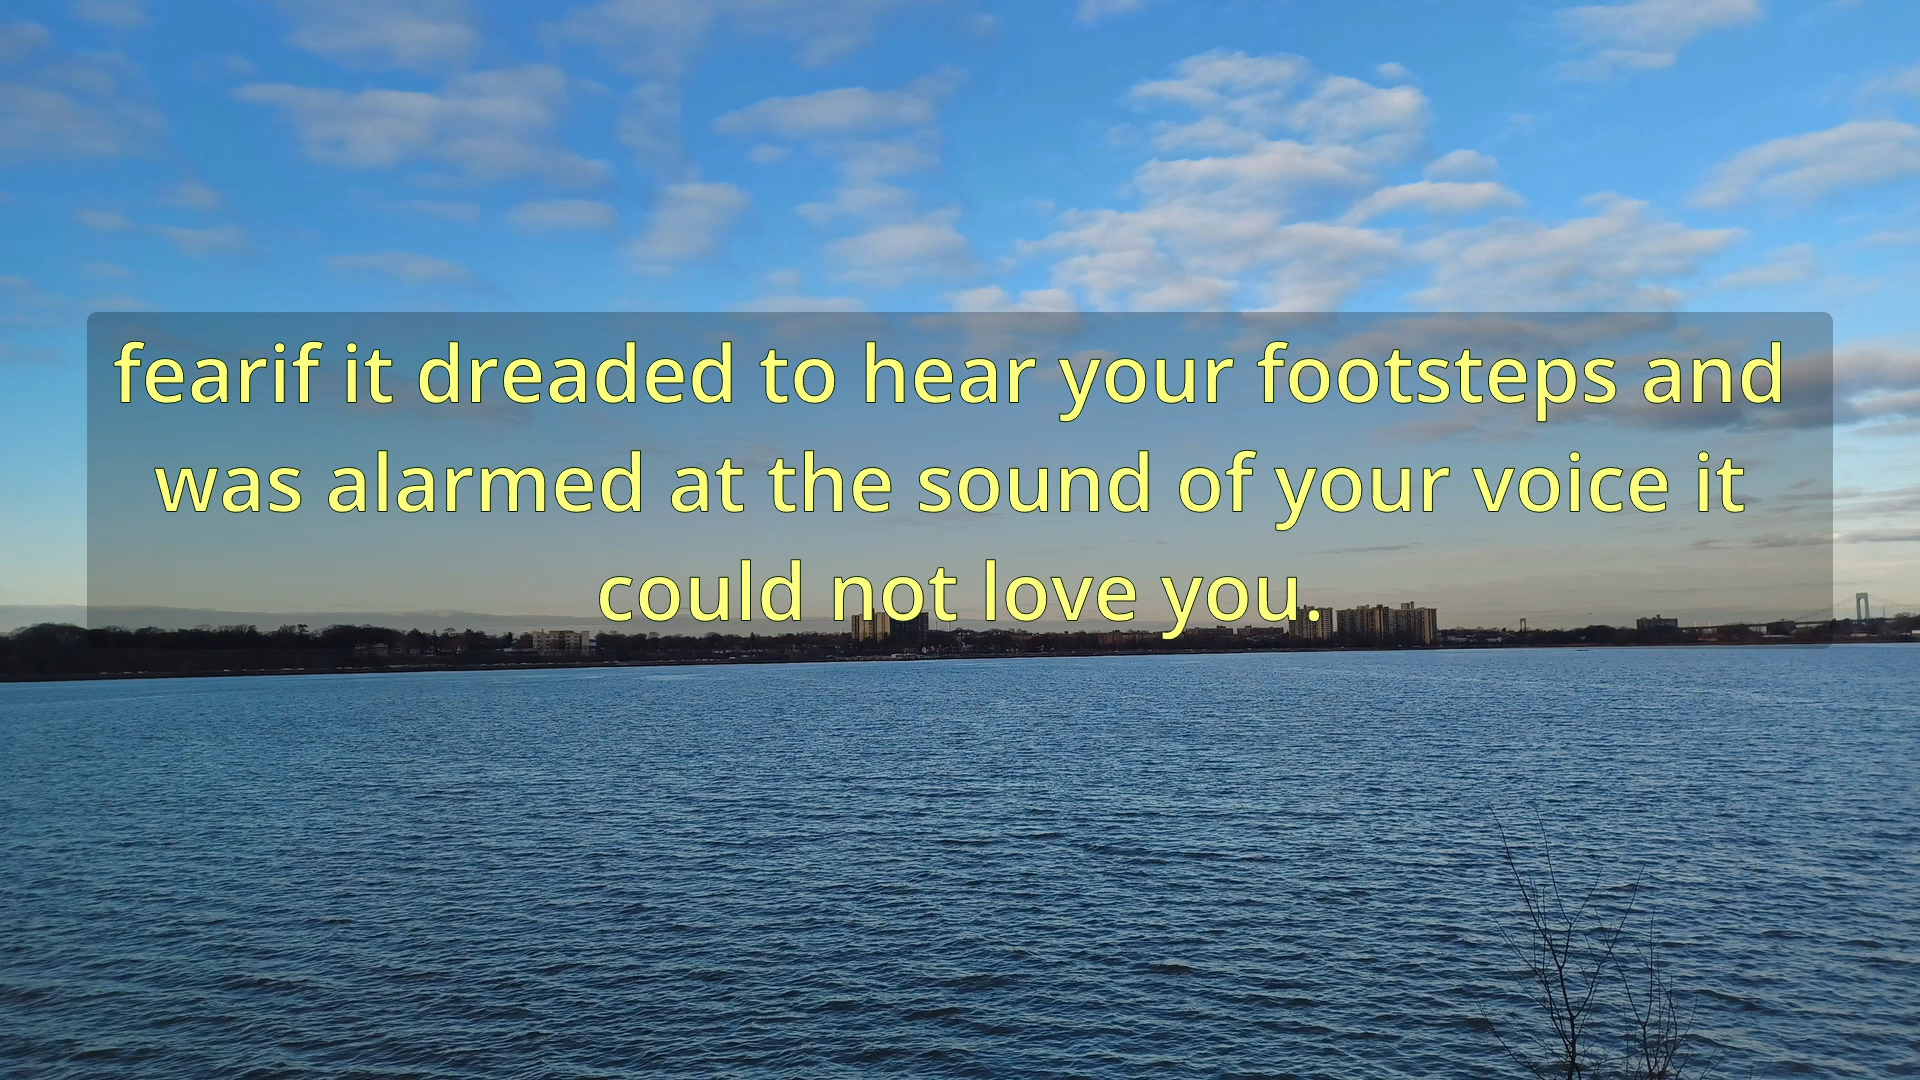 fearif it dreaded to hear your footsteps and
was alarmed at the sound of your voice it
could not love you.